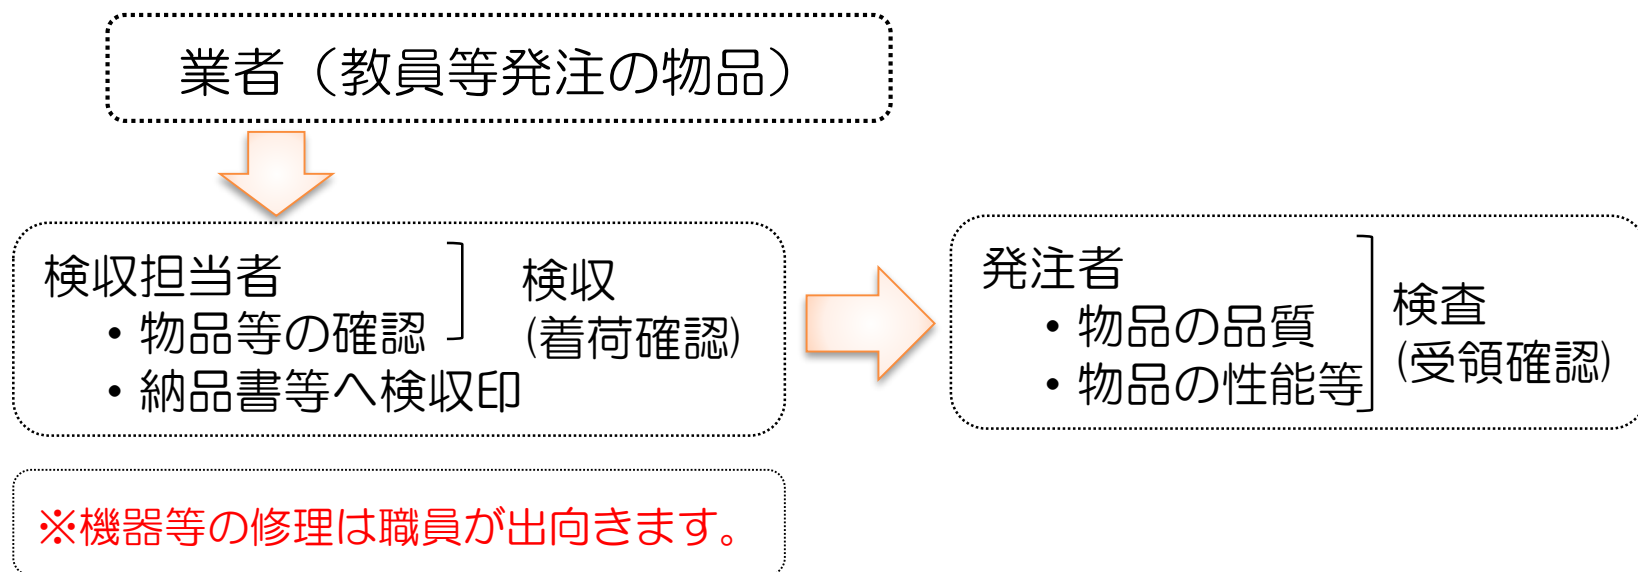 業者（教員等発注の物品）
検収担当者
・物品等の確認
・納品書等へ検収印
検収
(着荷確認)
発注者
・物品の品質
・物品の性能等
検査
(受領確認)
※機器等の修理は職員が出向きます。